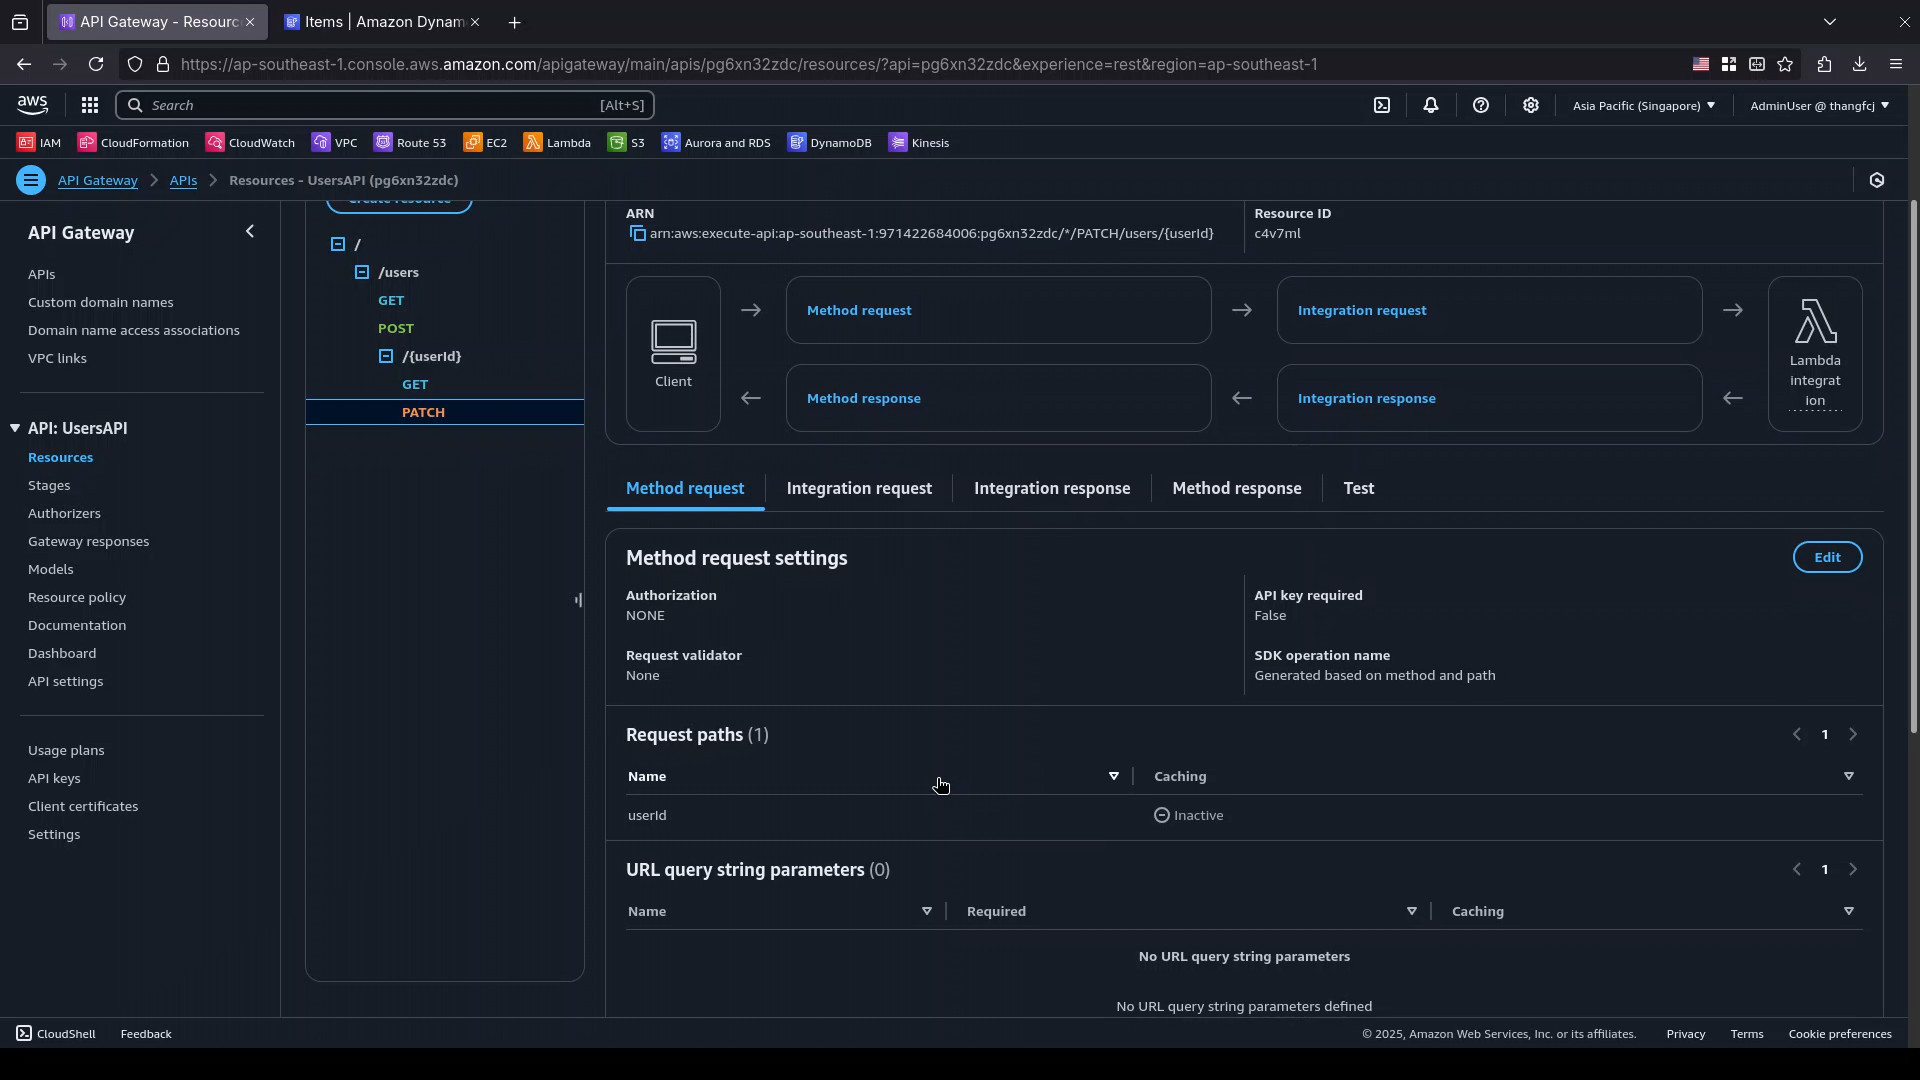 API Gateway - Resourc
Items | Amazon Dynam
https://ap-southeast-1.console.aws.amazon.com/apigateway/main/apis/pg6xn32zdc/resources/?api=pg6xn32zdc&experience=rest&region=ap-southeast-1
aws
Search
[Alt+S]
Asia Pacific (Singapore)
AdminUser @ thangfcj
IAM
CloudFormation
CloudWatch
VPC
Route 53
EC2
Lambda
S3
Aurora and RDS
DynamoDB
Kinesis
API Gateway
APIs
Resources - UsersAPI (pg6xn32zdc)
API Gateway
APIs
Custom domain names
Domain name access associations
VPC links
API: UsersAPI
Resources
Stages
Authorizers
Gateway responses
Models
Resource policy
Documentation
Dashboard
API settings
Usage plans
API keys
Client certificates
Settings
Create resource
/
/users
GET
POST
/{userId}
GET
PATCH
ARN
arn:aws:execute-api:ap-southeast-1:971422684006:pg6xn32zdc/*/PATCH/users/{userId}
Resource ID
c4v7ml
Client
Method request
Integration request
Method response
Integration response
Lambda
integrat
ion
Method request
Integration request
Integration response
Method response
Test
Method request settings
Edit
Authorization
NONE
API key required
False
Request validator
None
SDK operation name
Generated based on method and path
Request paths (1)
1
Name
Caching
userId
Inactive
URL query string parameters (0)
1
Name
Required
Caching
No URL query string parameters
No URL query string parameters defined
CloudShell
Feedback
© 2025, Amazon Web Services, Inc. or its affiliates.
Privacy
Terms
Cookie preferences